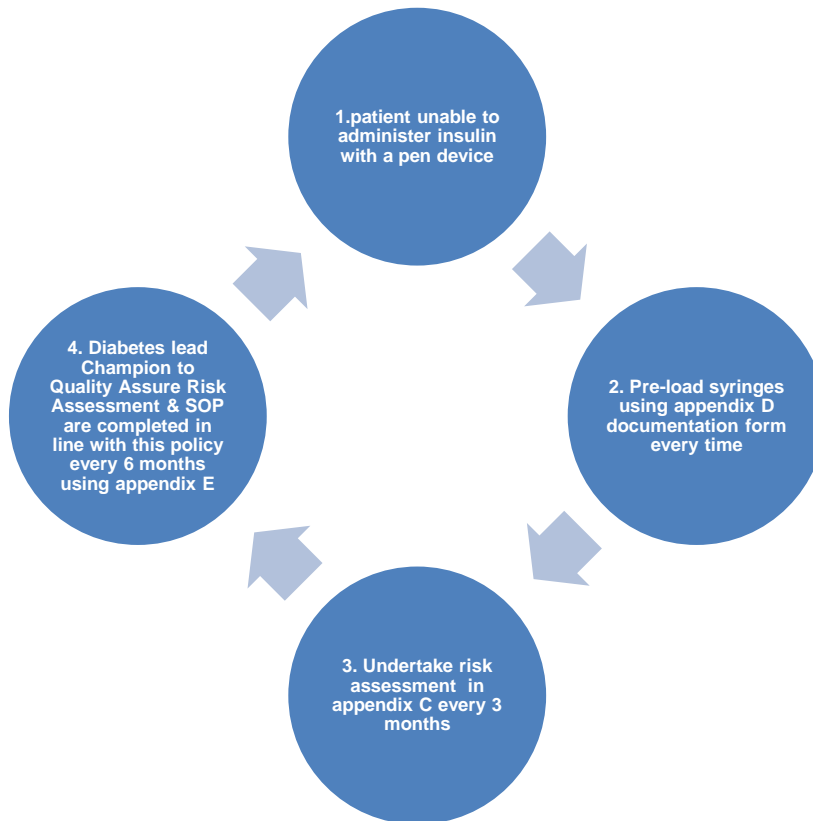 1.patient unable to
administer insulin
with a pen device
2. Pre-load syringes
using appendix D
documentation form
every time
3. Undertake risk
assessment in
appendix C every 3
months
4. Diabetes lead
Champion to
Quality Assure Risk
Assessment & SOP
are completed in
line with this policy
every 6 months
using appendix E